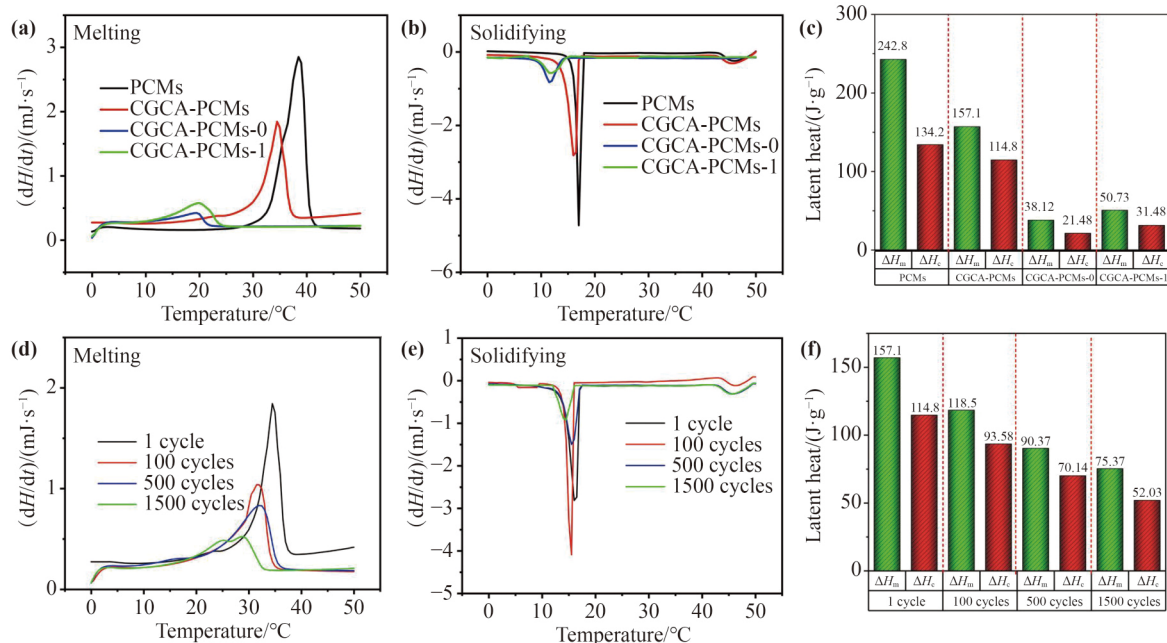 (a)
Melting
3
2
1
0
((dH/dt)/(mJ·s⁻¹)
PCMs
CGCA-PCMs
CGCA-PCMs-0
CGCA-PCMs-1
0 10 20 30 40 50
Temperature/°C
(b)
Solidifying
0
−2
−4
−6
((dH/dt)/(mJ·s⁻¹)
PCMs
CGCA-PCMs
CGCA-PCMs-0
CGCA-PCMs-1
0 10 20 30 40 50
Temperature/°C
(c)
300
200
100
0
Latent heat/(J·g⁻¹)
242.8
134.2
157.1
114.8
38.12
21.48
50.73
31.48
ΔHm ΔHc ΔHm ΔHc ΔHm ΔHc ΔHm ΔHc
PCMs CGCA-PCMs CGCA-PCMs-0 CGCA-PCMs-1
(d)
Melting
2
1
0
((dH/dt)/(mJ·s⁻¹)
1 cycle
100 cycles
500 cycles
1500 cycles
0 10 20 30 40 50
Temperature/°C
(e)
Solidifying
1
0
−1
−2
−3
−4
−5
((dH/dt)/(mJ·s⁻¹)
1 cycle
100 cycles
500 cycles
1500 cycles
0 10 20 30 40 50
Temperature/°C
(f)
150
100
50
0
Latent heat/(J·g⁻¹)
157.1
114.8
118.5
93.58
90.37
70.14
75.37
52.03
ΔHm ΔHc ΔHm ΔHc ΔHm ΔHc ΔHm ΔHc
1 cycle 100 cycles 500 cycles 1500 cycles